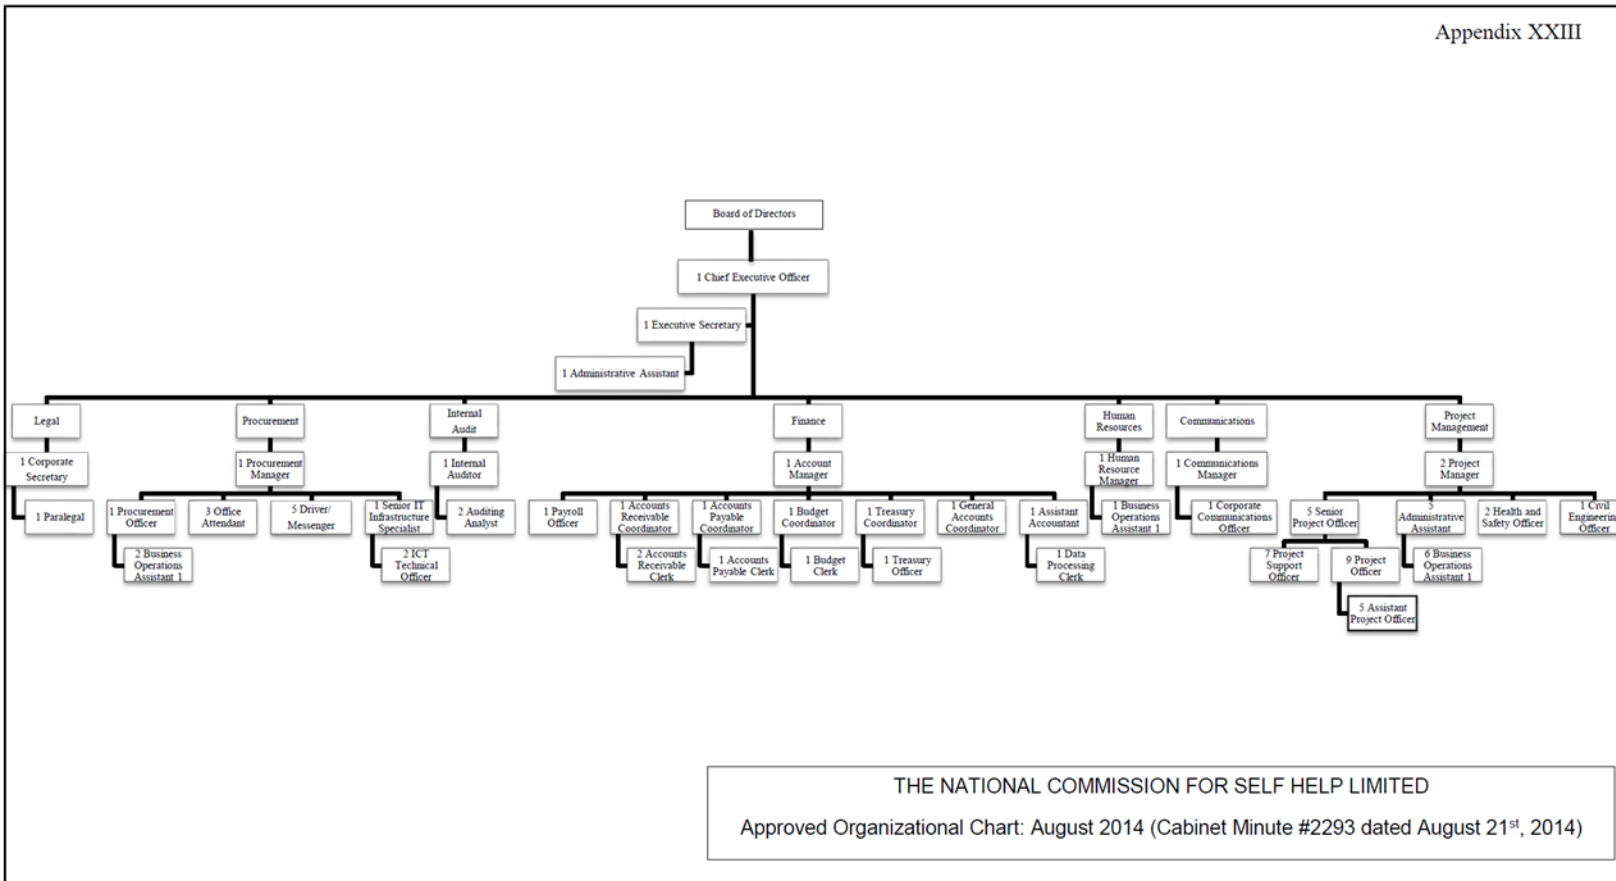 Appendix XXIII
Board of Directors
1 Chief Executive Officer
1 Executive Secretary
1 Administrative Assistant
Legal
Procurement
Internal
Audit
Finance
Human
Resources
Communications
Project
Management
1 Corporate
Secretary
1 Procurement
Manager
1 Internal
Auditor
1 Account
Manager
1 Human
Resource
Manager
1 Communications
Manager
2 Project
Manager
1 Paralegal
1 Procurement
Officer
3 Office
Attendant
5 Driver/
Messenger
1 Senior IT
Infrastructure
Specialist
2 Auditing
Analyst
1 Payroll Officer
1 Accounts
Receivable
Coordinator
1 Accounts
Payable
Coordinator
1 Budget
Coordinator
1 Treasury
Coordinator
1 General
Accounts
Coordinator
1 Assistant
Accountant
1 Business
Operations
Assistant 1
1 Corporate
Communications
Officer
5 Senior
Project Officer
5
Administrative
Assistant
2 Health and
Safety Officer
1 Civil
Engineering
Officer
2 Business
Operations
Assistant 1
2 ICT
Technical
Officer
2 Accounts
Receivable
Clerk
1 Accounts
Payable Clerk
1 Budget
Clerk
1 Treasury
Officer
1 Data
Processing
Clerk
7 Project
Support
Officer
9 Project
Officer
6 Business
Operations
Assistant 1
5 Assistant
Project Officer
THE NATIONAL COMMISSION FOR SELF HELP LIMITED
Approved Organizational Chart: August 2014 (Cabinet Minute #2293 dated August 21st, 2014)